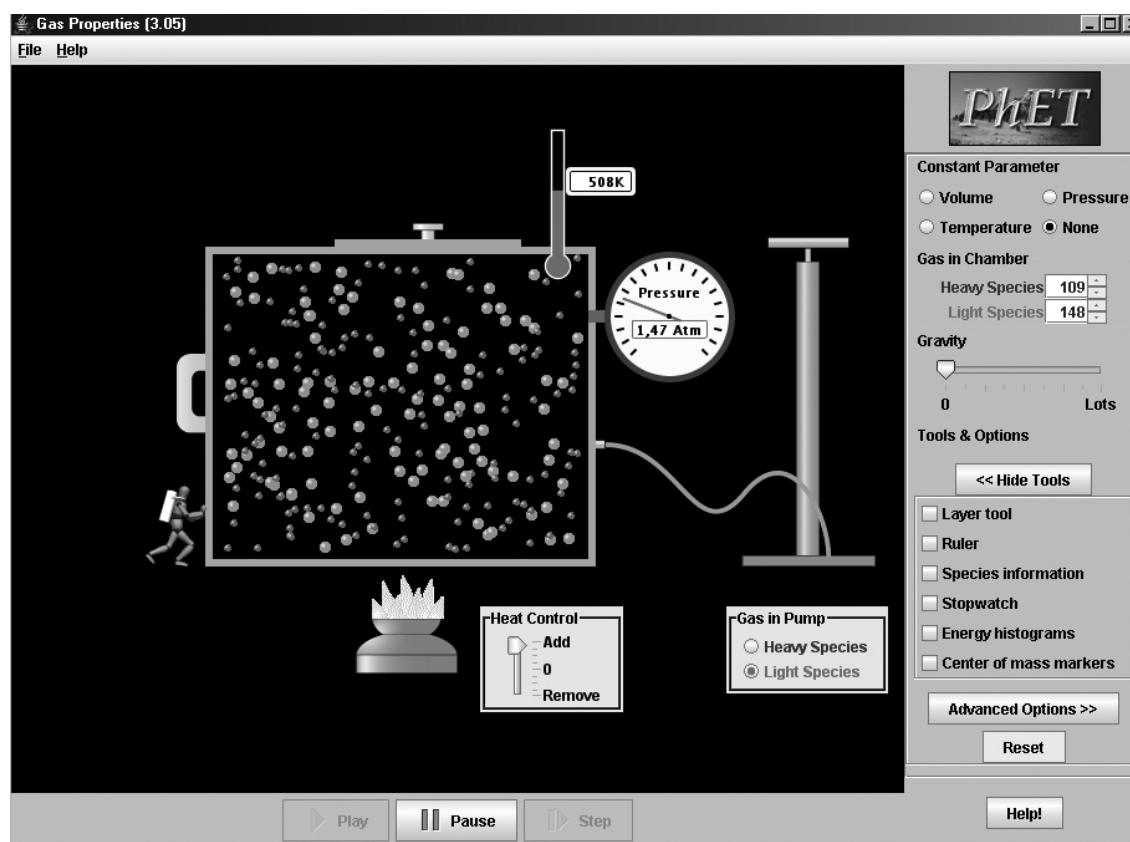 Gas Properties (3.05)
File Help
PhET
508K
Pressure
1,47 Atm
Constant Parameter
Volume Pressure
Temperature None
Gas in Chamber
Heavy Species 109
Light Species 148
Gravity
0 Lots
Tools & Options
<< Hide Tools
Layer tool
Ruler
Species information
Stopwatch
Energy histograms
Center of mass markers
Advanced Options >>
Reset
Help!
Heat Control
Add
0
Remove
Gas in Pump
Heavy Species
Light Species
Play Pause Step